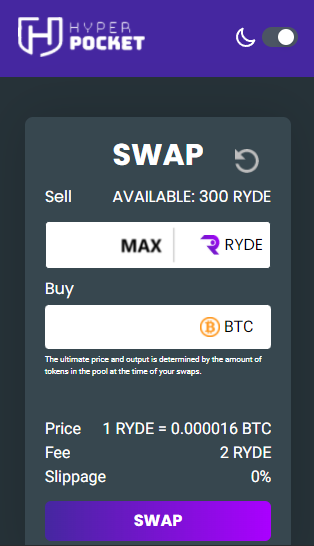 HYPER
POCKET
SWAP
Sell AVAILABLE: 300 RYDE
MAX RYDE
Buy
BTC
The ultimate price and output is determined by the amount of
tokens in the pool at the time of your swaps.
Price 1 RYDE = 0.000016 BTC
Fee 2 RYDE
Slippage 0%
SWAP